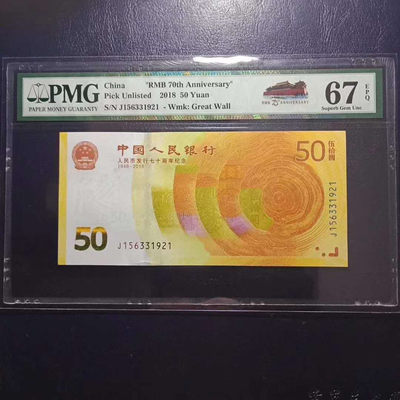 PMG
PAPER MONEY GUARANTY
China "RMB 70th Anniversary"
Pick Unlisted 2018 50 Yuan
S/N J156331921 - Wmk: Great Wall
67 EPQ
Superb Gem Unc
中国人民银行
人民币发行七十周年纪念
1948-2018
50 伍拾圆
50
J156331921
J156331921